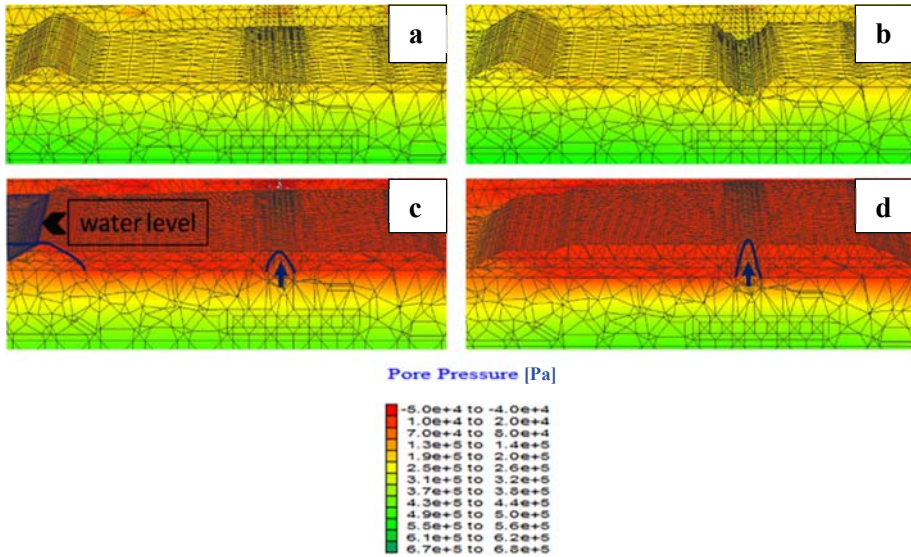 a
b
c
water level
d
Pore Pressure [Pa]
-5.0e+4 to -4.0e+4
1.0e+4 to 2.0e+4
7.0e+4 to 8.0e+4
1.3e+5 to 1.4e+5
1.9e+5 to 2.0e+5
2.5e+5 to 2.6e+5
3.1e+5 to 3.2e+5
3.7e+5 to 3.8e+5
4.3e+5 to 4.4e+5
4.9e+5 to 5.0e+5
5.5e+5 to 5.6e+5
6.1e+5 to 6.2e+5
6.7e+5 to 6.8e+5